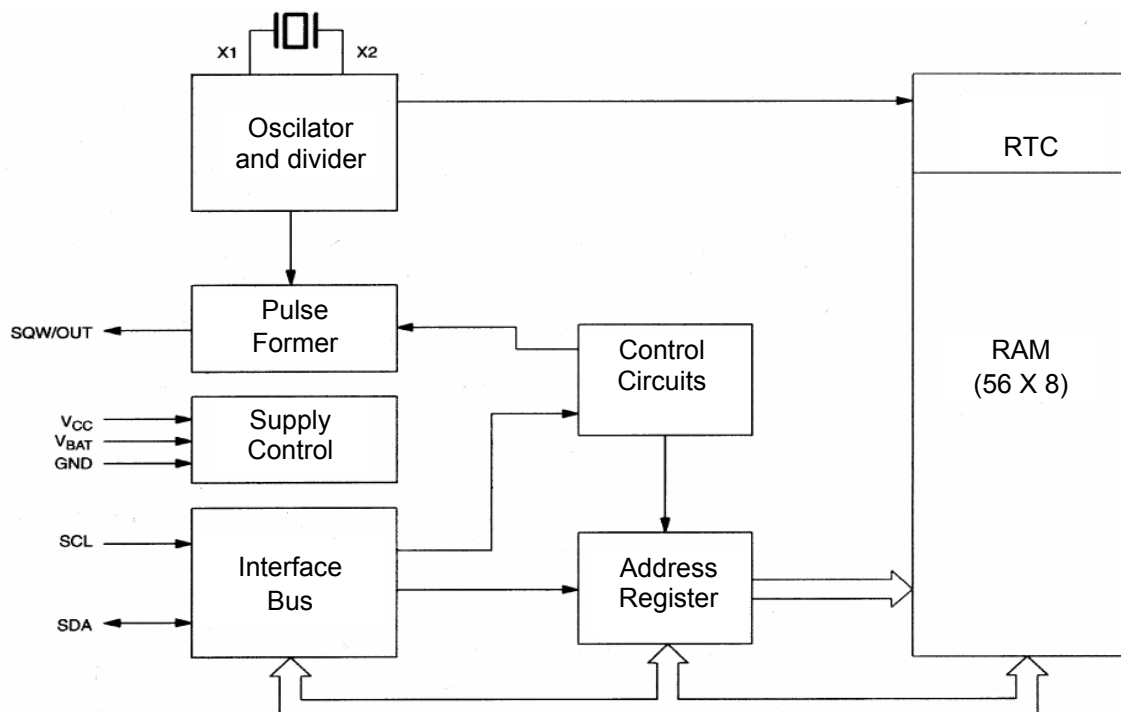 X1
X2
Oscilator
and divider
RTC
Pulse
Former
SQW/OUT
Control
Circuits
RAM
(56 X 8)
VCC
VBAT
GND
Supply
Control
SCL
SDA
Interface
Bus
Address
Register